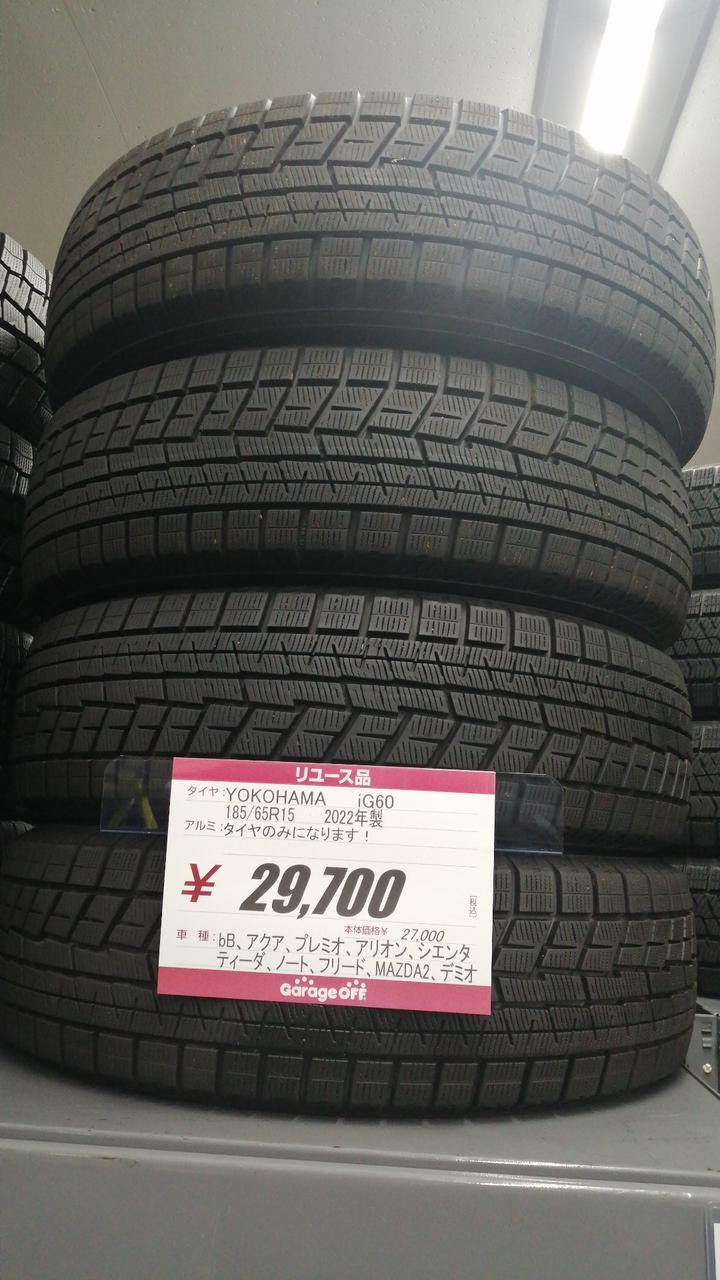 リユース品
タイヤ:YOKOHAMA iG60
185/65R15 2022年製
アルミ:タイヤのみになります!
¥ 29,700 [税込]
本体価格¥ 27,000
車 種:bB、アクア、プレミオ、アリオン、シエンタ
ティーダ、ノート、フリード、MAZDA2、デミオ
GarageOFF